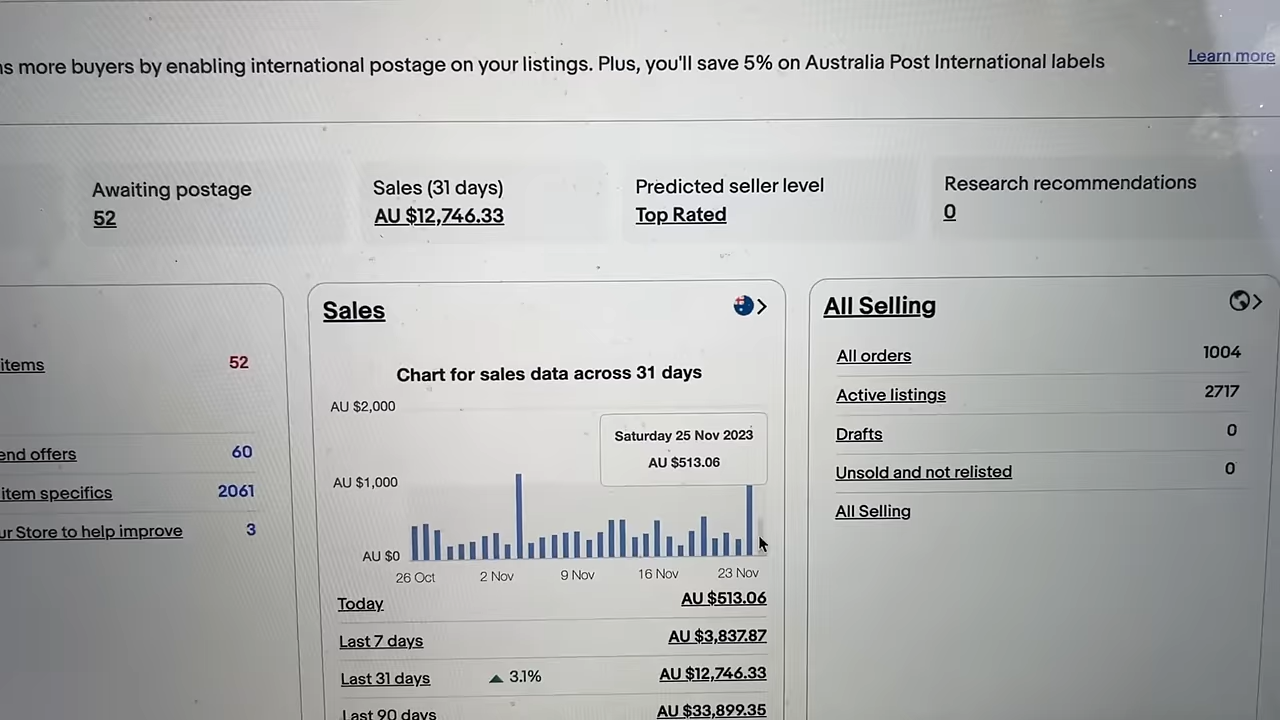 ns more buyers by enabling international postage on your listings. Plus, you'll save 5% on Australia Post International labels
Learn more
Awaiting postage
52
Sales (31 days)
AU $12,746.33
Predicted seller level
Top Rated
Research recommendations
0
items 52
end offers 60
item specifics 2061
ur Store to help improve 3
Sales
Chart for sales data across 31 days
AU $2,000
Saturday 25 Nov 2023
AU $513.06
AU $1,000
AU $0
26 Oct 2 Nov 9 Nov 16 Nov 23 Nov
Today AU $513.06
Last 7 days AU $3,837.87
Last 31 days 3.1% AU $12,746.33
Last 90 days AU $33,899.35
All Selling
All orders 1004
Active listings 2717
Drafts 0
Unsold and not relisted 0
All Selling